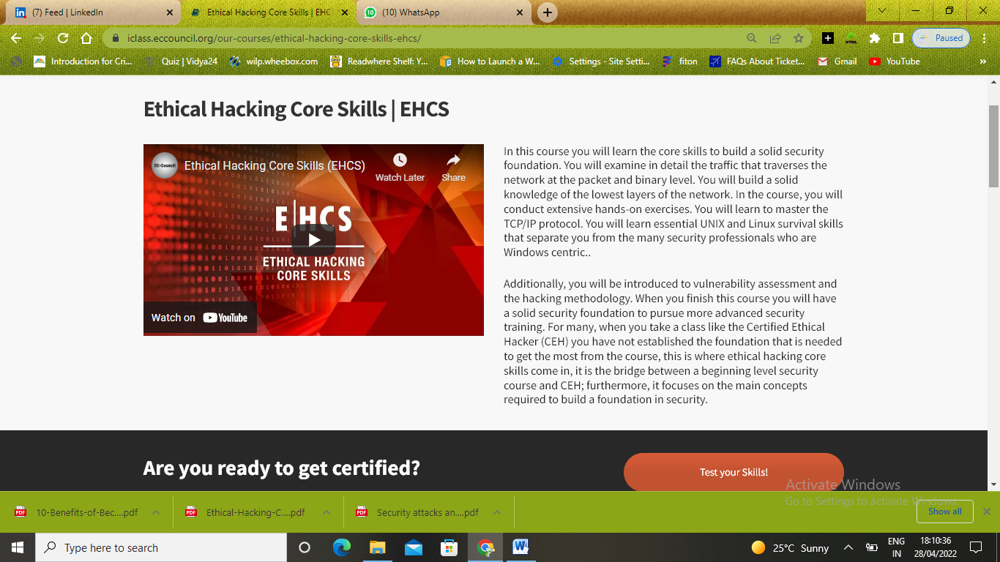 (7) Feed | LinkedIn
Ethical Hacking Core Skills | EHC
(10) WhatsApp
iclass.eccouncil.org/our-courses/ethical-hacking-core-skills-ehcs/
Paused
Introduction for Cri...
Quiz | Vidya24
wilp.wheebox.com
Readwhere Shelf: Y...
How to Launch a W...
Settings - Site Setti...
fiton
FAQs About Ticket...
Gmail
YouTube
Ethical Hacking Core Skills | EHCS
EC-Council
Ethical Hacking Core Skills (EHCS)
Watch Later
Share
E|HCS
ETHICAL HACKING
CORE SKILLS
Watch on YouTube
In this course you will learn the core skills to build a solid security
foundation. You will examine in detail the traffic that traverses the
network at the packet and binary level. You will build a solid
knowledge of the lowest layers of the network. In the course, you will
conduct extensive hands-on exercises. You will learn to master the
TCP/IP protocol. You will learn essential UNIX and Linux survival skills
that separate you from the many security professionals who are
Windows centric..
Additionally, you will be introduced to vulnerability assessment and
the hacking methodology. When you finish this course you will have
a solid security foundation to pursue more advanced security
training. For many, when you take a class like the Certified Ethical
Hacker (CEH) you have not established the foundation that is needed
to get the most from the course, this is where ethical hacking core
skills come in, it is the bridge between a beginning level security
course and CEH; furthermore, it focuses on the main concepts
required to build a foundation in security.
Are you ready to get certified?
Test your Skills!
Activate Windows
Go to Settings to activate Windows.
10-Benefits-of-Bec....pdf
Ethical-Hacking-C....pdf
Security attacks an....pdf
Show all
Type here to search
25°C Sunny
ENG
IN
18:10:36
28/04/2022